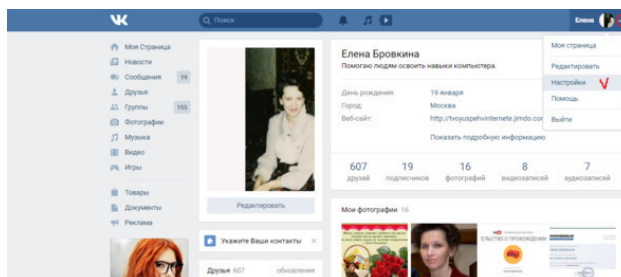 Поиск
Елена
Моя Страница
Новости
Сообщения 19
Друзья
Группы 155
Фотографии
Музыка
Видео
Игры
Товары
Документы
Реклама
Редактировать
Укажите Ваши контакты
Друзья 607 обновления
Елена Бровкина
Помогаю людям освоить навыки компьютера.
День рождения: 19 января
Город: Москва
Веб-сайт: http://tvoyuspehvinternete.jimdo.com
Показать подробную информацию
607 19 16 8 7
друзей подписчиков фотографий видеозаписей аудиозаписей
Мои фотографии 16
Моя страница
Редактировать
Настройки
Помощь
Выйти